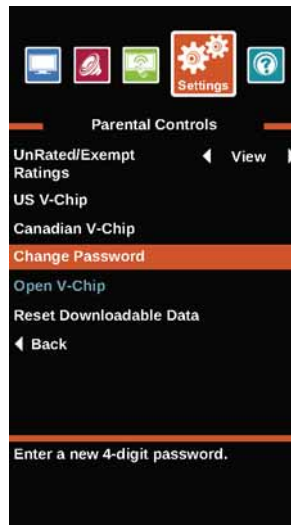 Settings
Parental Controls
UnRated/Exempt View
Ratings
US V-Chip
Canadian V-Chip
Change Password
Open V-Chip
Reset Downloadable Data
Back
Enter a new 4-digit password.